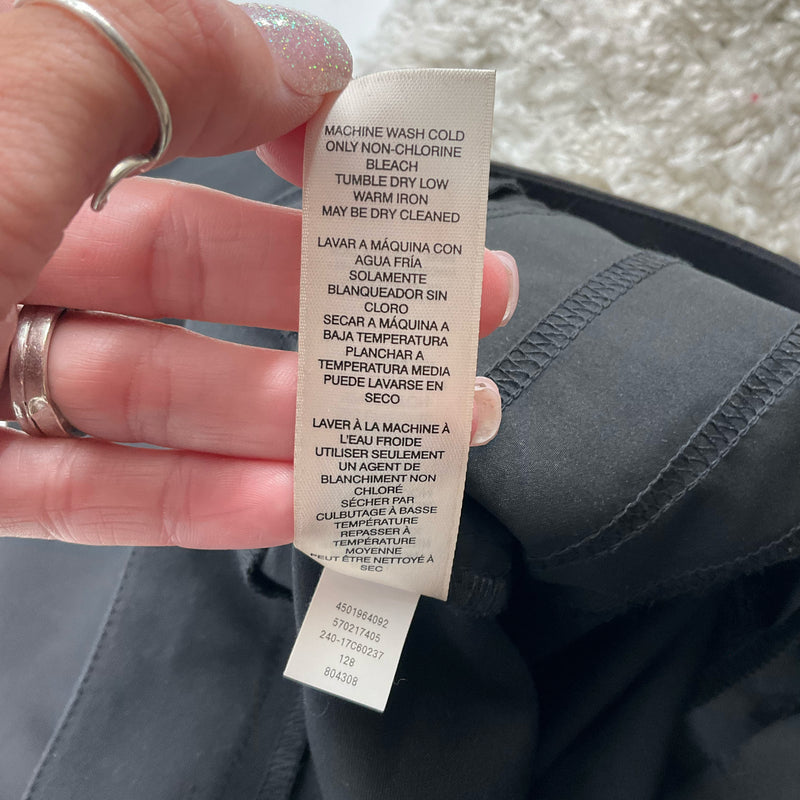 MACHINE WASH COLD
ONLY NON-CHLORINE
BLEACH
TUMBLE DRY LOW
WARM IRON
MAY BE DRY CLEANED
LAVAR A MÁQUINA CON
AGUA FRÍA
SOLAMENTE
BLANQUEADOR SIN
CLORO
SECAR A MÁQUINA A
BAJA TEMPERATURA
PLANCHAR A
TEMPERATURA MEDIA
PUEDE LAVARSE EN
SECO
LAVER À LA MACHINE À
L'EAU FROIDE
UTILISER SEULEMENT
UN AGENT DE
BLANCHIMENT NON
CHLORÉ
SÉCHER PAR
CULBUTAGE À BASSE
TEMPÉRATURE
REPASSER À
TEMPÉRATURE
MOYENNE
PEUT ÊTRE NETTOYÉ À
SEC
4501964092
570217405
240-17C60237
128
804308